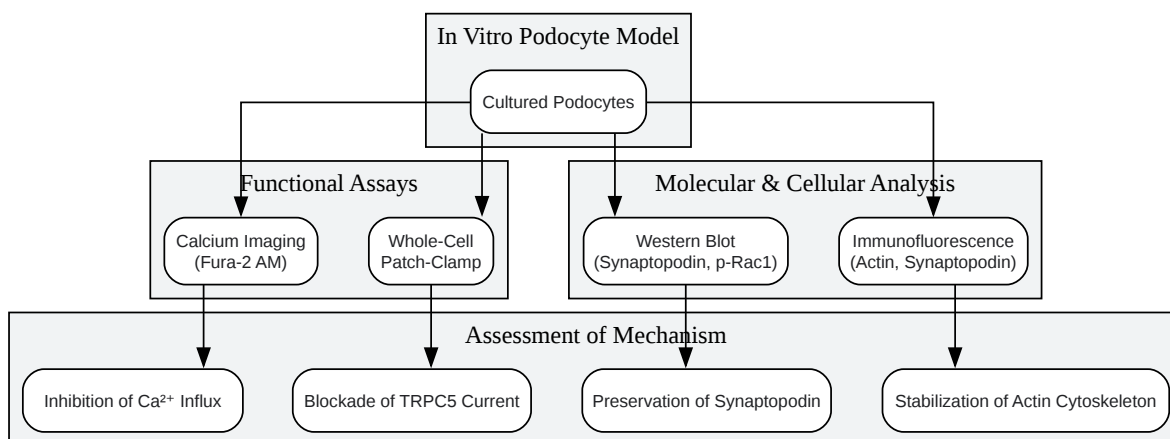 In Vitro Podocyte Model
Cultured Podocytes
Functional Assays
Molecular & Cellular Analysis
Calcium Imaging
(Fura-2 AM)
Whole-Cell
Patch-Clamp
Western Blot
(Synaptopodin, p-Rac1)
Immunofluorescence
(Actin, Synaptopodin)
Assessment of Mechanism
Inhibition of Ca²⁺ Influx
Blockade of TRPC5 Current
Preservation of Synaptopodin
Stabilization of Actin Cytoskeleton